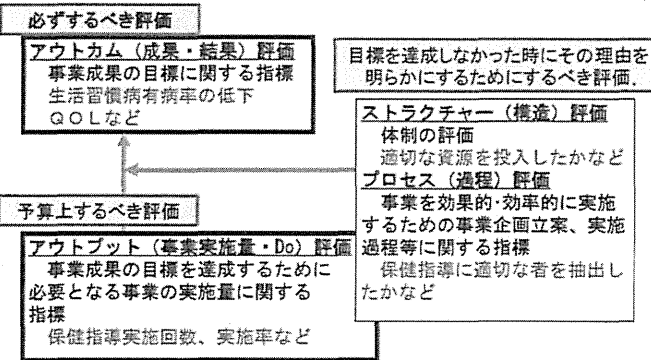 必ずするべき評価
アウトカム（成果・結果）評価
事業成果の目標に関する指標
生活習慣病有病率の低下
ＱＯＬなど
予算上するべき評価
アウトプット（事業実施量・Do）評価
事業成果の目標を達成するために
必要となる事業の実施量に関する
指標
保健指導実施回数、実施率など
目標を達成しなかった時にその理由を
明らかにするためにするべき評価．
ストラクチャー（構造）評価
体制の評価
適切な資源を投入したかなど
プロセス（過程）評価
事業を効果的・効率的に実施
するための事業企画立案、実施
過程等に関する指標
保健指導に適切な者を抽出し
たかなど